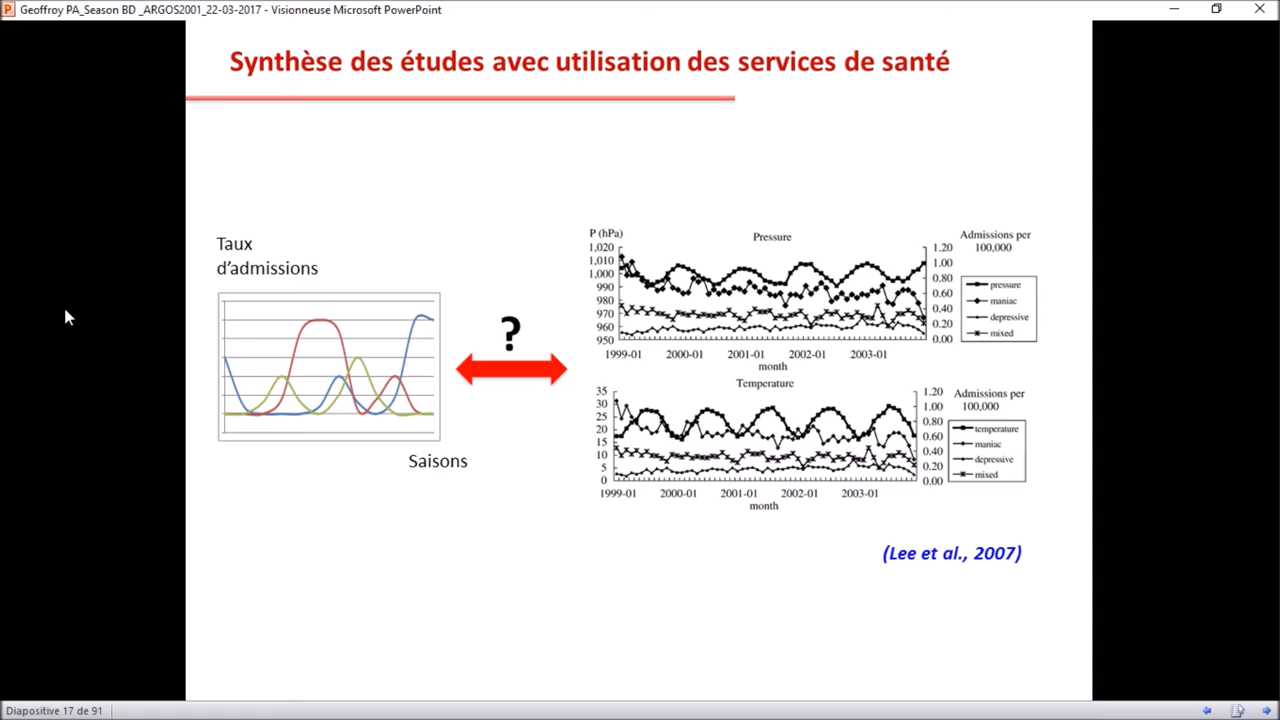 Geoffroy PA_Season BD _ARGOS2001_22-03-2017 - Visionneuse Microsoft PowerPoint
Synthèse des études avec utilisation des services de santé
Taux
d'admissions
Saisons
?
P (hPa)
Pressure
Admissions per
100,000
1,020
1,010
1,000
990
980
970
960
950
1.20
1.00
0.80
0.60
0.40
0.20
0.00
pressure
maniac
depressive
mixed
1999-01 2000-01 2001-01 2002-01 2003-01
month
Temperature
Admissions per
100,000
35
30
25
20
15
10
5
0
1.20
1.00
0.80
0.60
0.40
0.20
0.00
temperature
maniac
depressive
mixed
1999-01 2000-01 2001-01 2002-01 2003-01
month
(Lee et al., 2007)
Diapositive 17 de 91